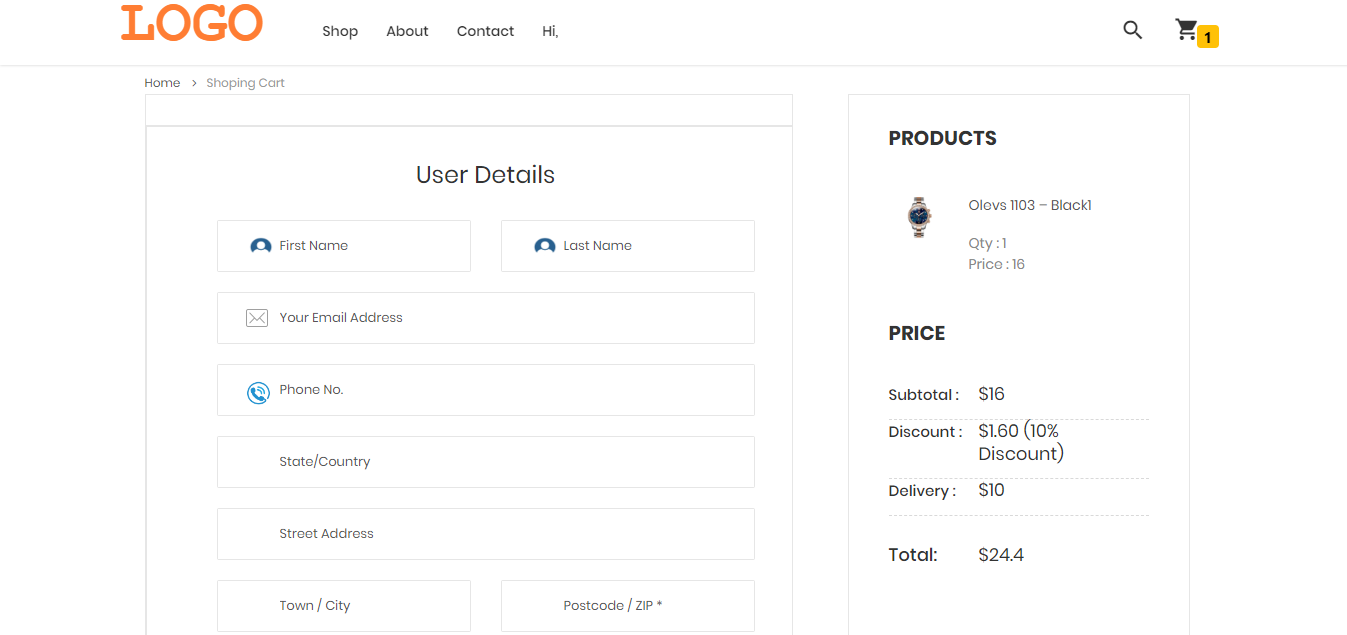 LOGO
Shop About Contact Hi,
1
Home > Shoping Cart
User Details
First Name
Last Name
Your Email Address
Phone No.
State/Country
Street Address
Town / City
Postcode / ZIP *
PRODUCTS
Olevs 1103 – Black1
Qty : 1
Price : 16
PRICE
Subtotal : $16
Discount : $1.60 (10%
Discount)
Delivery : $10
Total: $24.4